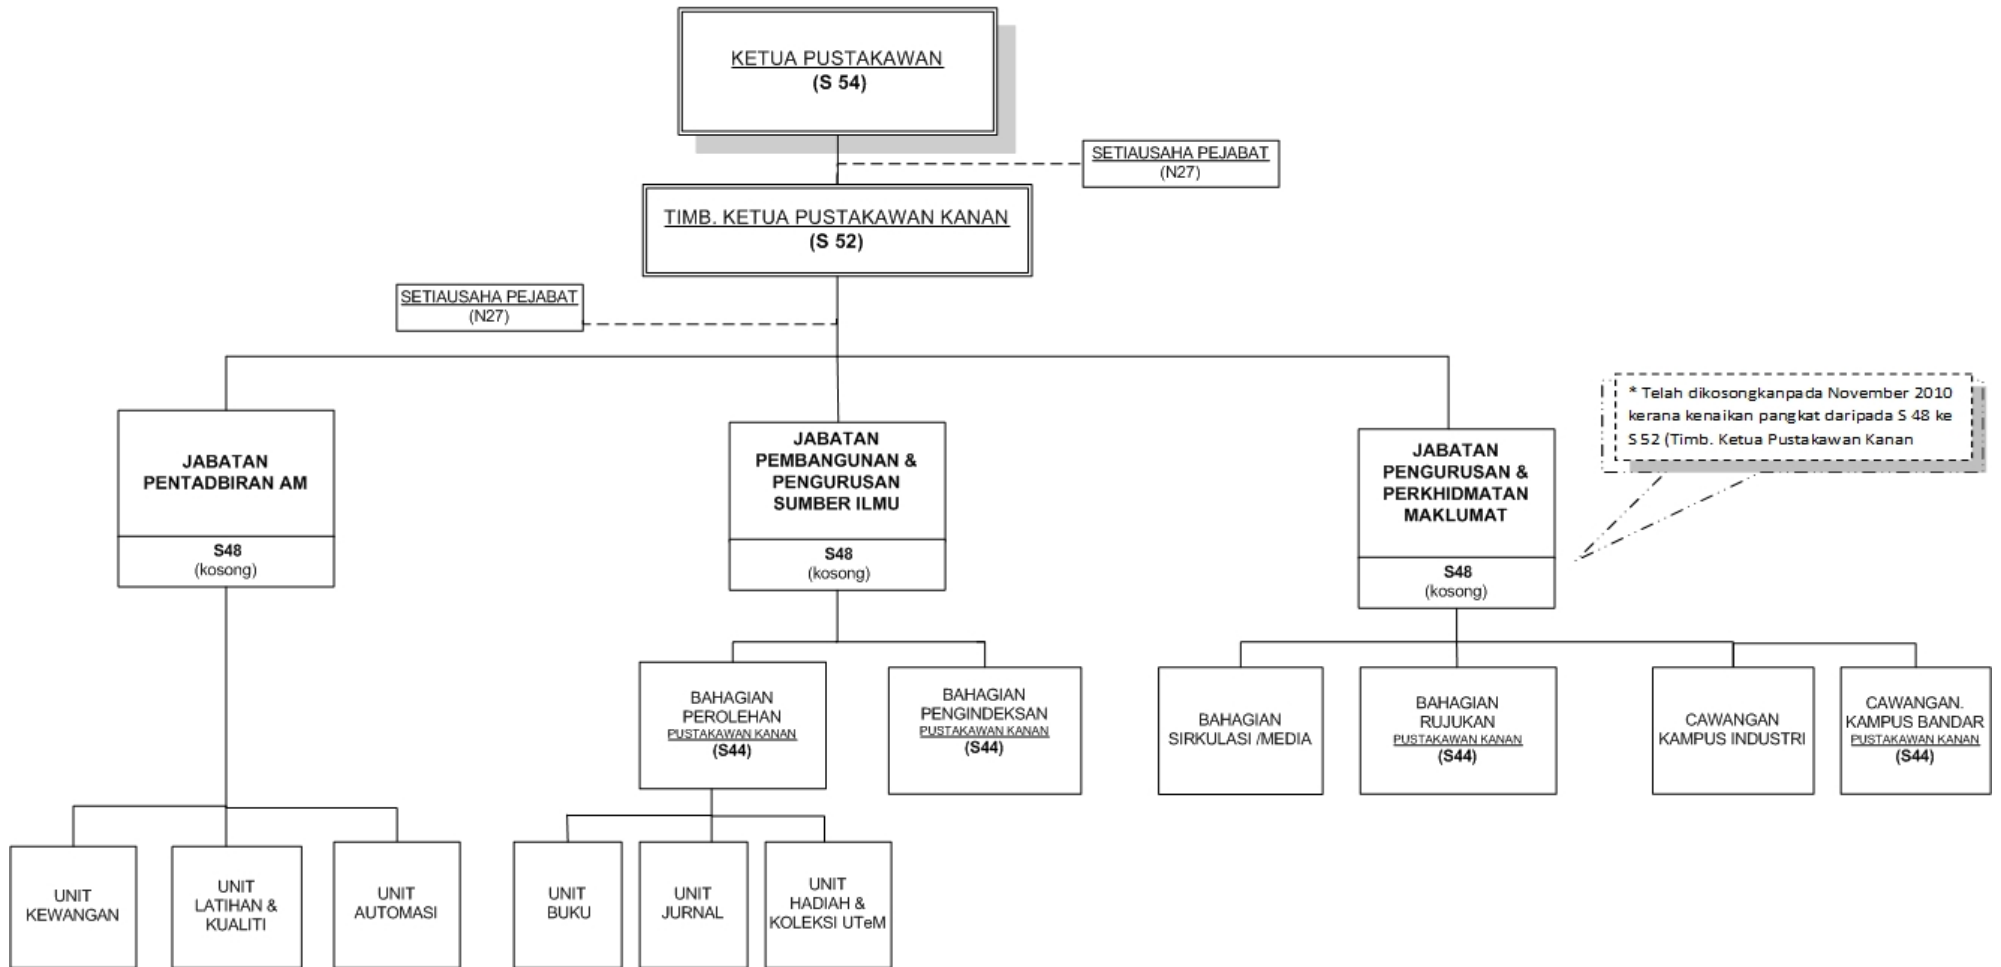 KETUA PUSTAKAWAN
(S 54)
SETIAUSAHA PEJABAT
(N27)
TIMB. KETUA PUSTAKAWAN KANAN
(S 52)
SETIAUSAHA PEJABAT
(N27)
* Telah dikosongkanpada November 2010
kerana kenaikan pangkat daripada S 48 ke
S 52 (Timb. Ketua Pustakawan Kanan
JABATAN
PENTADBIRAN AM
S48
(kosong)
JABATAN
PEMBANGUNAN &
PENGURUSAN
SUMBER ILMU
S48
(kosong)
JABATAN
PENGURUSAN &
PERKHIDMATAN
MAKLUMAT
S48
(kosong)
BAHAGIAN
PEROLEHAN
PUSTAKAWAN KANAN
(S44)
BAHAGIAN
PENGINDEKSAN
PUSTAKAWAN KANAN
(S44)
BAHAGIAN
SIRKULASI /MEDIA
BAHAGIAN
RUJUKAN
PUSTAKAWAN KANAN
(S44)
CAWANGAN
KAMPUS INDUSTRI
CAWANGAN.
KAMPUS BANDAR
PUSTAKAWAN KANAN
(S44)
UNIT
KEWANGAN
UNIT
LATIHAN &
KUALITI
UNIT
AUTOMASI
UNIT
BUKU
UNIT
JURNAL
UNIT
HADIAH &
KOLEKSI UTeM